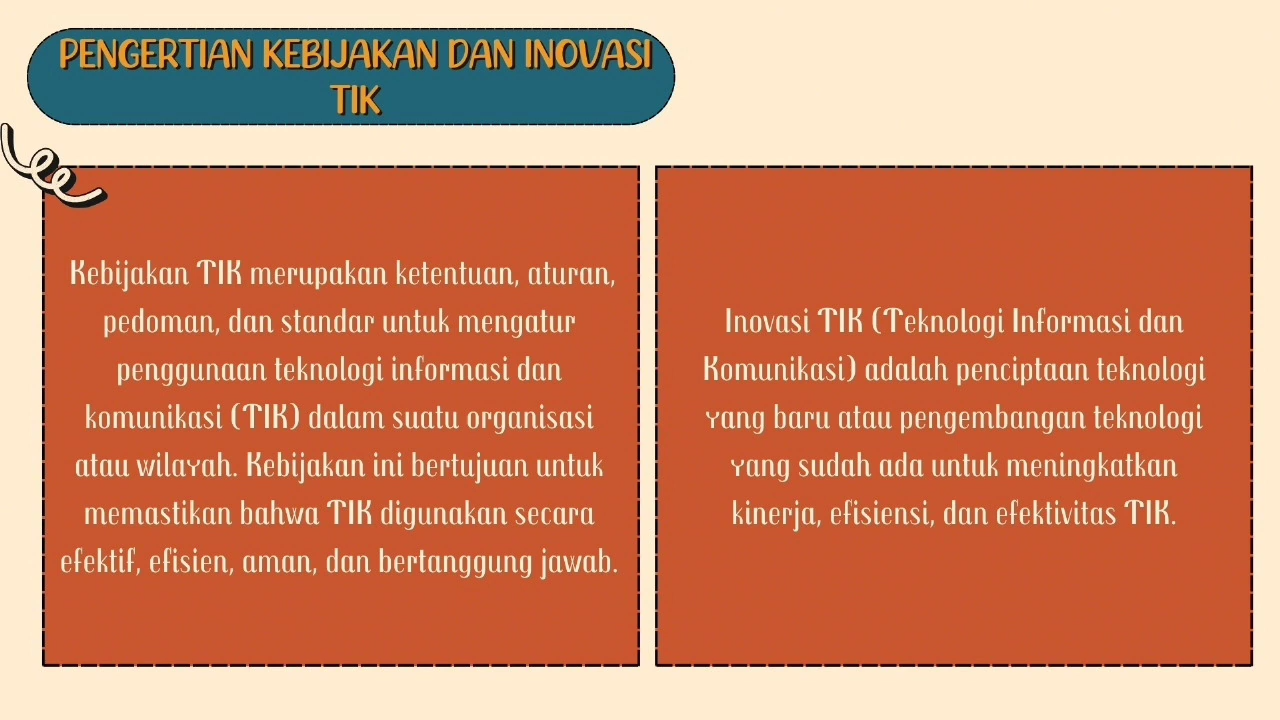 PENGERTIAN KEBIJAKAN DAN INOVASI
TIK
Kebijakan TIK merupakan ketentuan, aturan,
pedoman, dan standar untuk mengatur
penggunaan teknologi informasi dan
komunikasi (TIK) dalam suatu organisasi
atau wilayah. Kebijakan ini bertujuan untuk
memastikan bahwa TIK digunakan secara
efektif, efisien, aman, dan bertanggung jawab.
Inovasi TIK (Teknologi Informasi dan
Komunikasi) adalah penciptaan teknologi
yang baru atau pengembangan teknologi
yang sudah ada untuk meningkatkan
kinerja, efisiensi, dan efektivitas TIK.